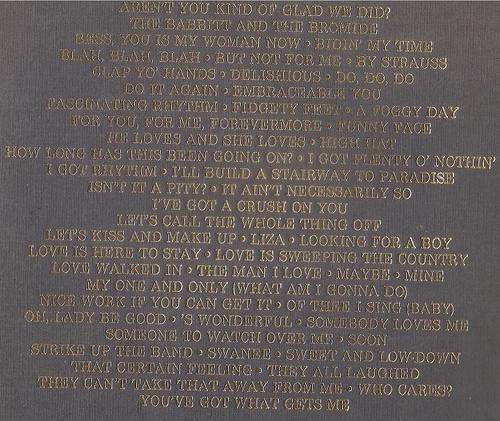 AREN'T YOU KIND OF GLAD WE DID?
THE BABBITT AND THE BROMIDE
BESS, YOU IS MY WOMAN NOW • BIDIN' MY TIME
BLAH, BLAH, BLAH • BUT NOT FOR ME • BY STRAUSS
CLAP YO' HANDS • DELISHIOUS • DO, DO, DO
DO IT AGAIN • EMBRACEABLE YOU
FASCINATING RHYTHM • FIDGETY FEET • A FOGGY DAY
FOR YOU, FOR ME, FOREVERMORE • FUNNY FACE
HE LOVES AND SHE LOVES • HIGH HAT
HOW LONG HAS THIS BEEN GOING ON? • I GOT PLENTY O' NOTHIN'
I GOT RHYTHM • I'LL BUILD A STAIRWAY TO PARADISE
ISN'T IT A PITY? • IT AIN'T NECESSARILY SO
I'VE GOT A CRUSH ON YOU
LET'S CALL THE WHOLE THING OFF
LET'S KISS AND MAKE UP • LIZA • LOOKING FOR A BOY
LOVE IS HERE TO STAY • LOVE IS SWEEPING THE COUNTRY
LOVE WALKED IN • THE MAN I LOVE • MAYBE • MINE
MY ONE AND ONLY (WHAT AM I GONNA DO)
NICE WORK IF YOU CAN GET IT • OF THEE I SING (BABY)
OH, LADY BE GOOD • 'S WONDERFUL • SOMEBODY LOVES ME
SOMEONE TO WATCH OVER ME • SOON
STRIKE UP THE BAND • SWANEE • SWEET AND LOW-DOWN
THAT CERTAIN FEELING • THEY ALL LAUGHED
THEY CAN'T TAKE THAT AWAY FROM ME • WHO CARES?
YOU'VE GOT WHAT GETS ME